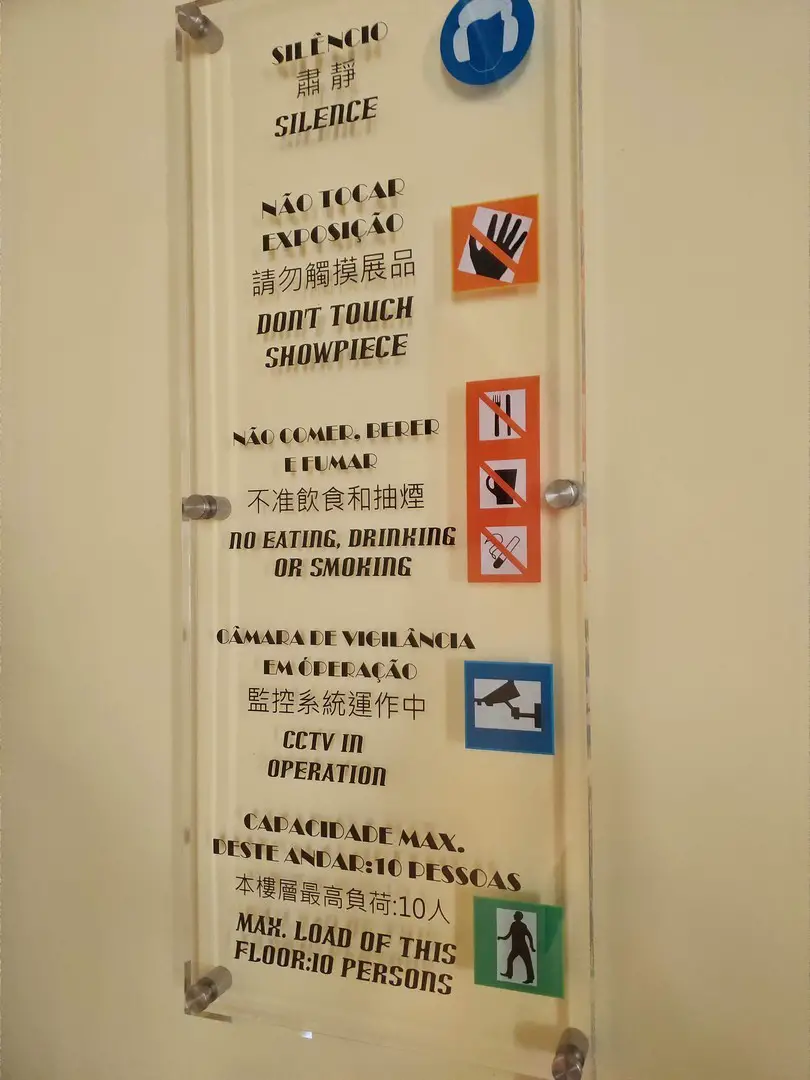 SILÊNCIO
肅靜
SILENCE
NÃO TOCAR
EXPOSIÇÃO
請勿觸摸展品
DON'T TOUCH
SHOWPIECE
NÃO COMER, BERER
E FUMAR
不准飲食和抽煙
NO EATING, DRINKING
OR SMOKING
CÂMARA DE VIGILÂNCIA
EM ÓPERAÇÃO
監控系統運作中
CCTV IN
OPERATION
CAPACIDADE MAX.
DESTE ANDAR:10 PESSOAS
本樓層最高負荷:10人
MAX. LOAD OF THIS
FLOOR:10 PERSONS